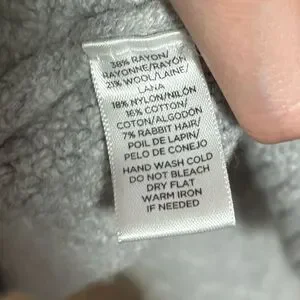 38% RAYON/
RAYONNE/RAYÓN
21% WOOL/LAINE/
LANA
18% NYLON/NILÓN
16% COTTON/
COTON/ALGODÓN
7% RABBIT HAIR/
POIL DE LAPIN/
PELO DE CONEJO
HAND WASH COLD
DO NOT BLEACH
DRY FLAT
WARM IRON
IF NEEDED